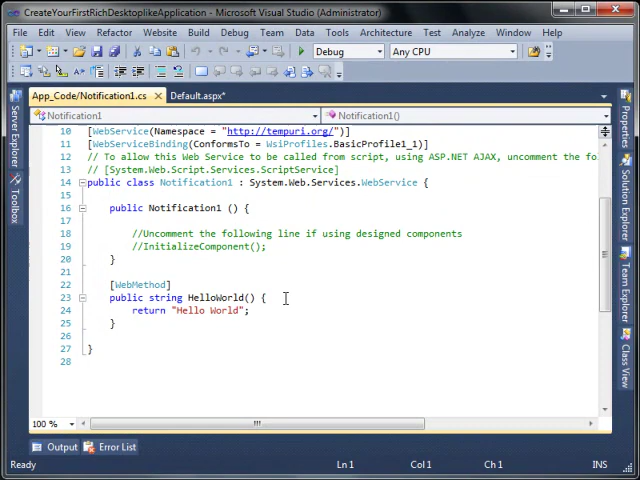 CreateYourFirstRichDesktoplikeApplication - Microsoft Visual Studio (Administrator)
File Edit View Refactor Website Build Debug Team Data Tools Architecture Test Analyze Window Help
Debug Any CPU
App_Code/Notification1.cs Default.aspx*
Notification1 Notification1()
10 [WebService(Namespace = "http://tempuri.org/")]
11 [WebServiceBinding(ConformsTo = WsiProfiles.BasicProfile1_1)]
12 // To allow this Web Service to be called from script, using ASP.NET AJAX, uncomment the fo
13 // [System.Web.Script.Services.ScriptService]
14 public class Notification1 : System.Web.Services.WebService {
15
16 public Notification1 () {
17
18 //Uncomment the following line if using designed components
19 //InitializeComponent();
20 }
21
22 [WebMethod]
23 public string HelloWorld() {
24 return "Hello World";
25 }
26
27 }
28
Server Explorer
Toolbox
Properties
Solution Explorer
Class View
100 %
Output Error List
Ready Ln 1 Col 1 Ch 1 INS